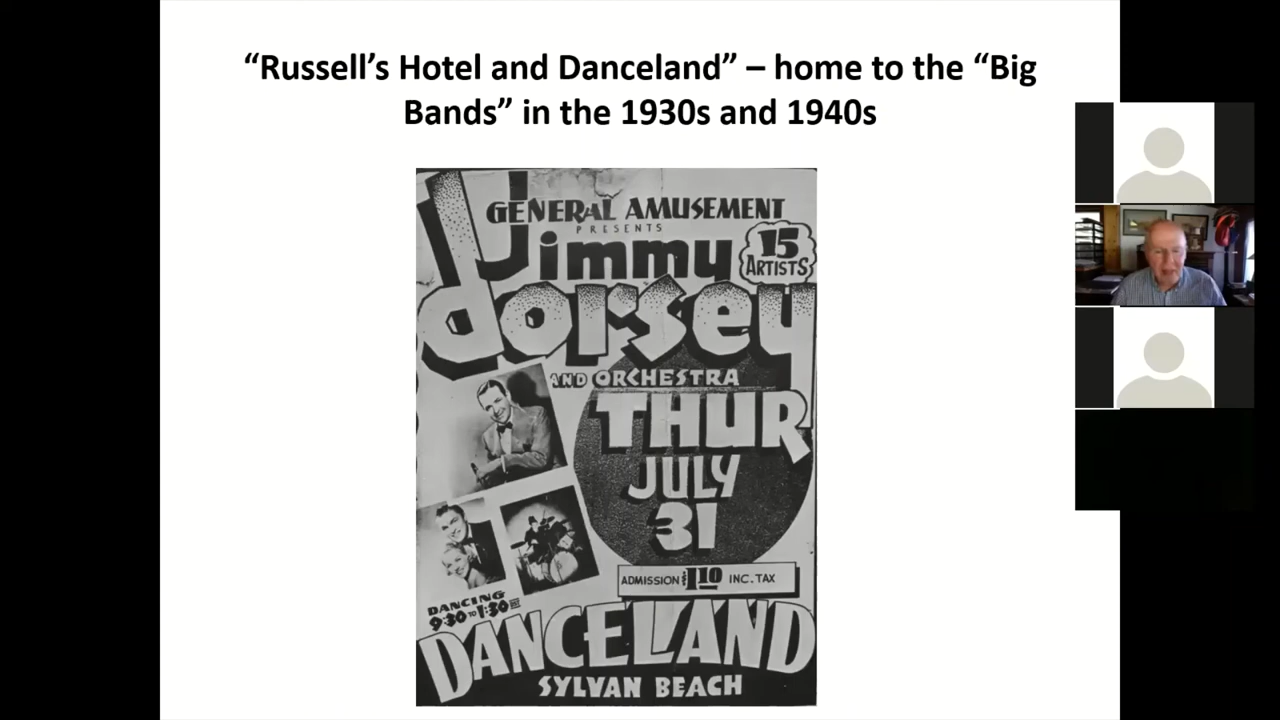 “Russell’s Hotel and Danceland” – home to the “Big
Bands” in the 1930s and 1940s
GENERAL AMUSEMENT
PRESENTS
Jimmy
15
ARTISTS
dorsey
AND ORCHESTRA
THUR
JULY
31
ADMISSION $1.10 INC. TAX
DANCING
9:30 TO 1:30
DANCELAND
SYLVAN BEACH